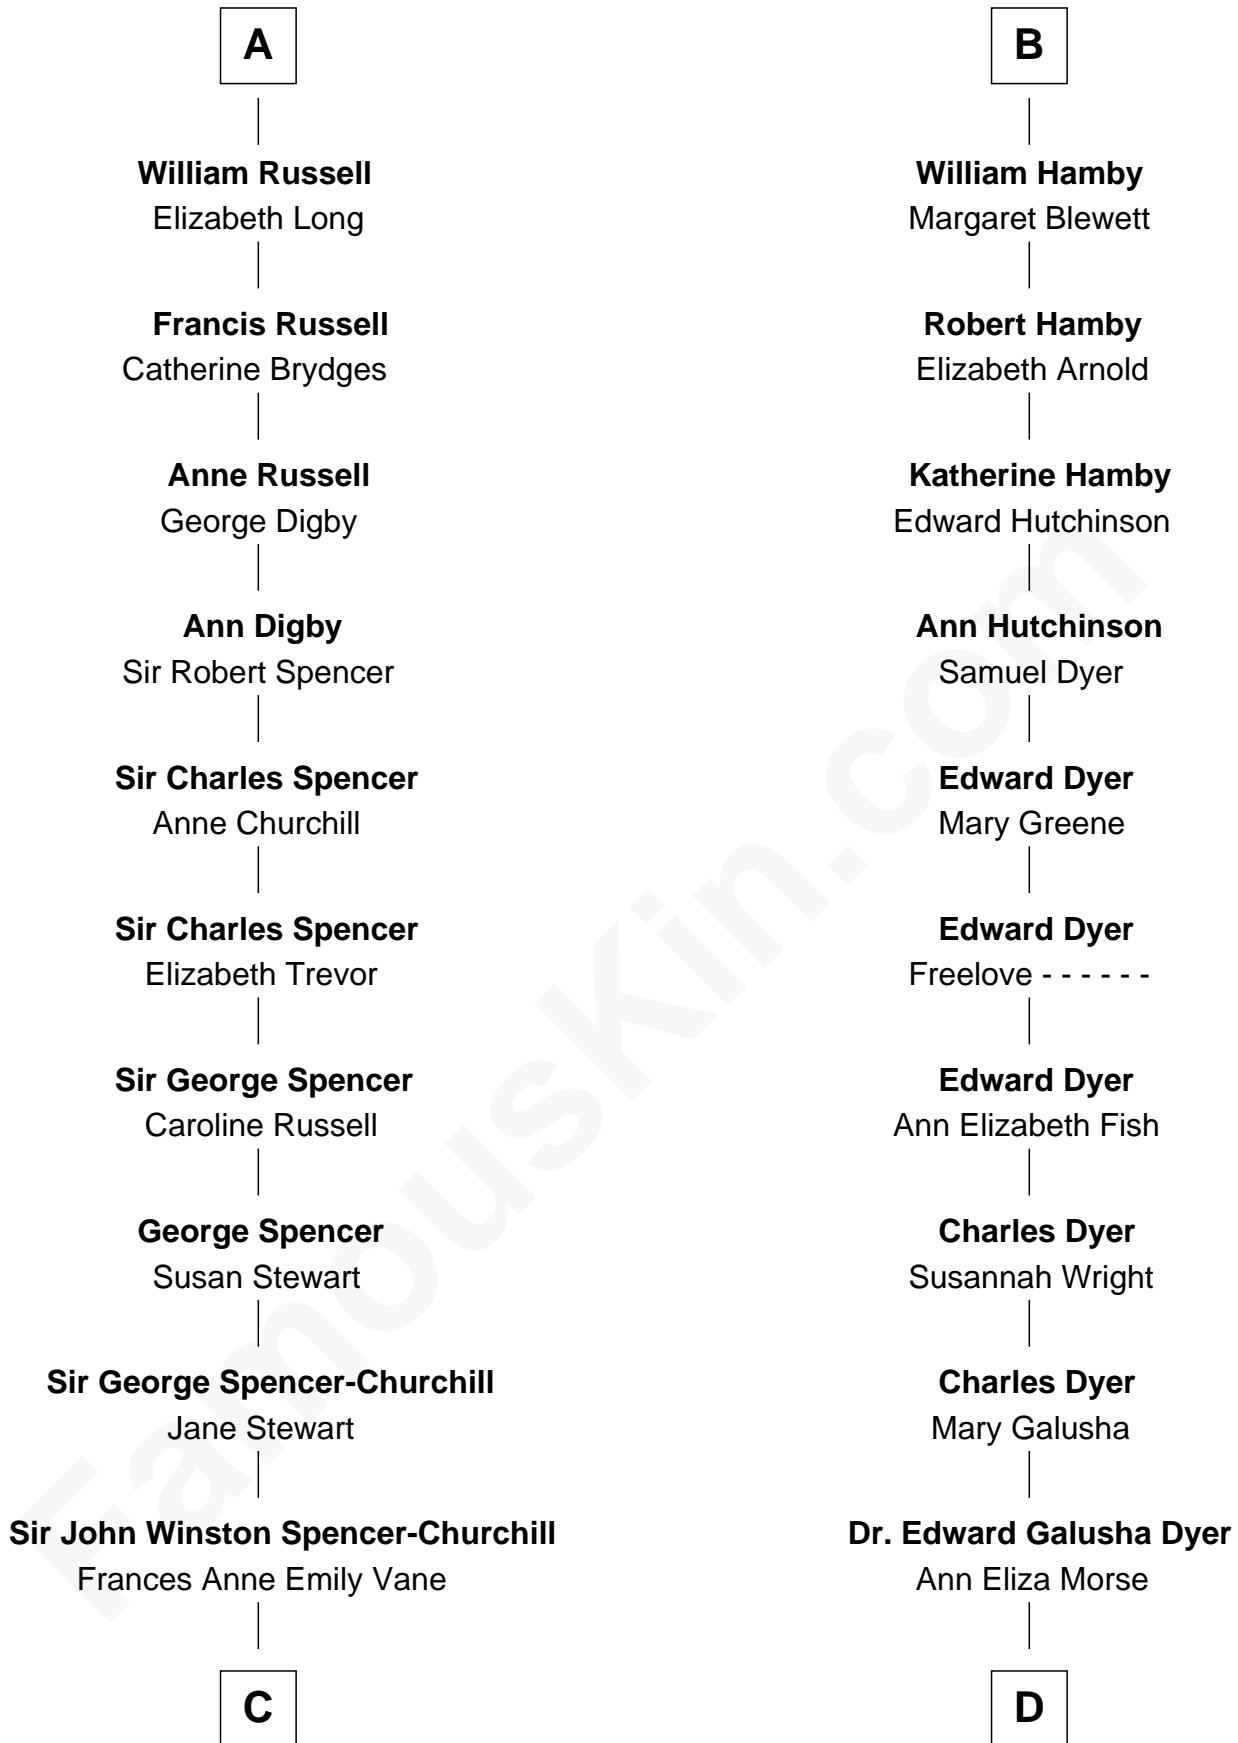 A
William Russell
Elizabeth Long
Francis Russell
Catherine Brydges
Anne Russell
George Digby
Ann Digby
Sir Robert Spencer
Sir Charles Spencer
Anne Churchill
Sir Charles Spencer
Elizabeth Trevor
Sir George Spencer
Caroline Russell
George Spencer
Susan Stewart
Sir George Spencer-Churchill
Jane Stewart
Sir John Winston Spencer-Churchill
Frances Anne Emily Vane
C
B
William Hamby
Margaret Blewett
Robert Hamby
Elizabeth Arnold
Katherine Hamby
Edward Hutchinson
Ann Hutchinson
Samuel Dyer
Edward Dyer
Mary Greene
Edward Dyer
Freelove - - - - - -
Edward Dyer
Ann Elizabeth Fish
Charles Dyer
Susannah Wright
Charles Dyer
Mary Galusha
Dr. Edward Galusha Dyer
Ann Eliza Morse
D
FamousKin.com